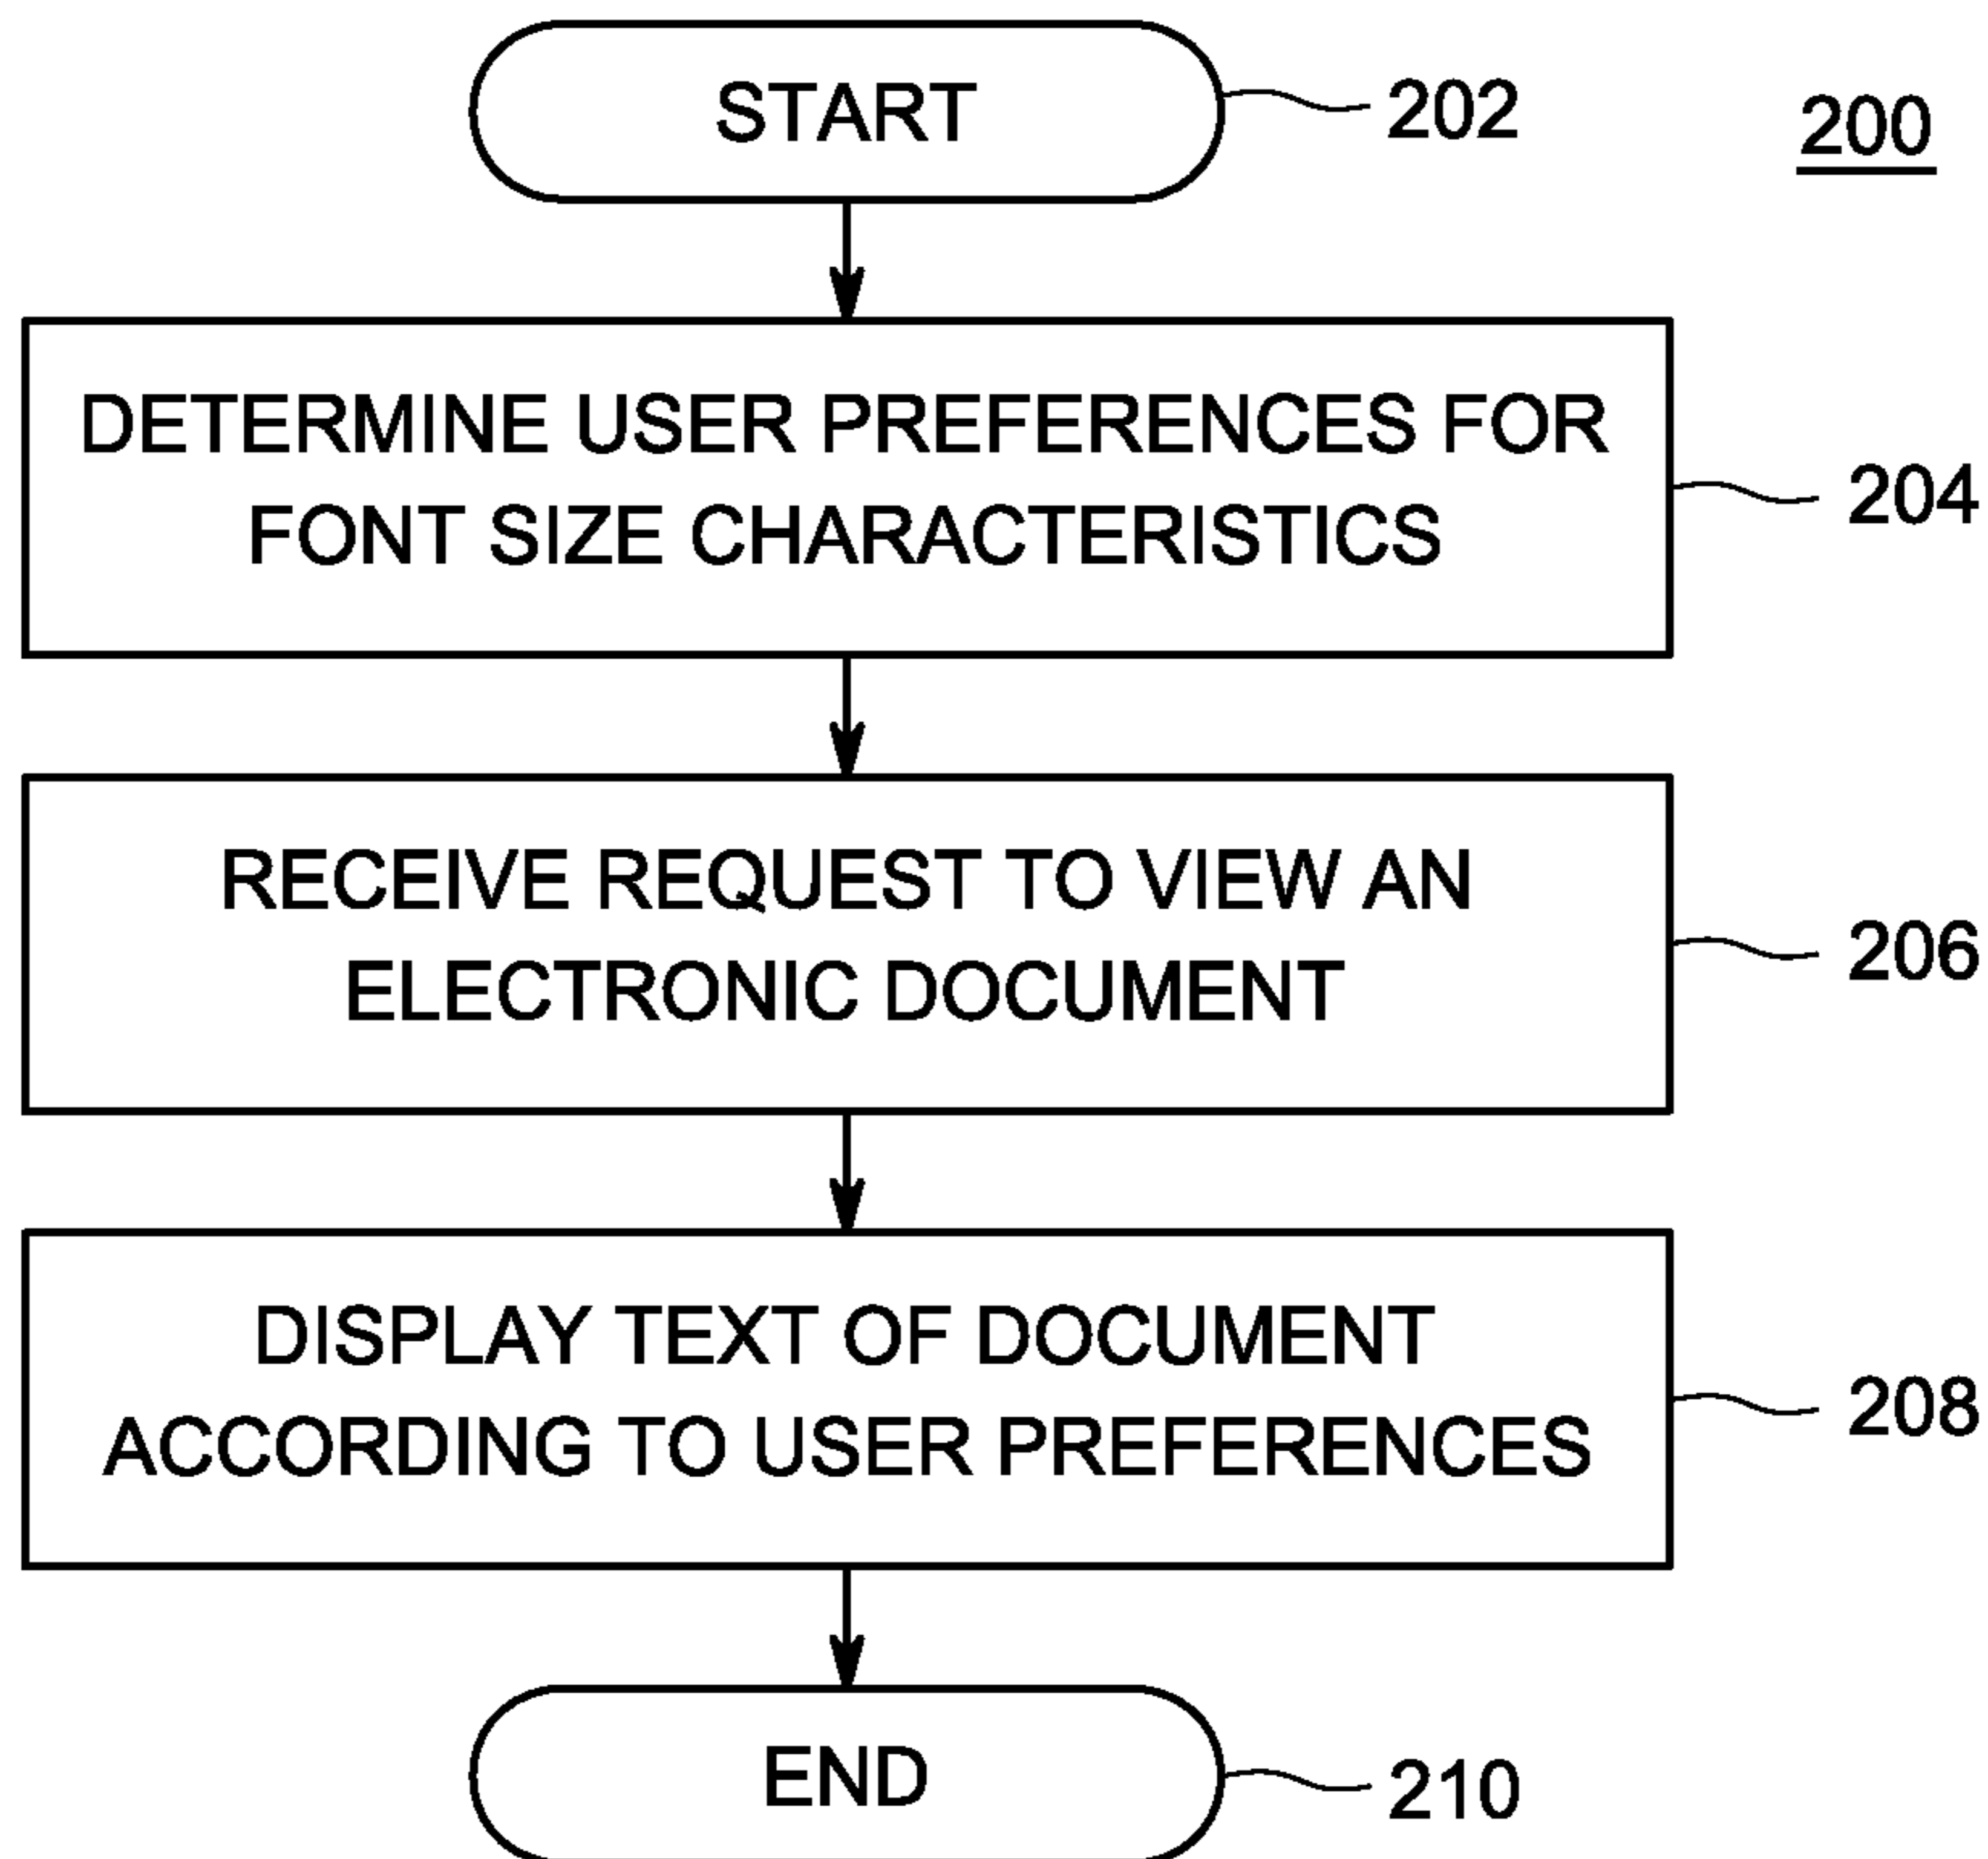 START
202
200
DETERMINE USER PREFERENCES FOR
FONT SIZE CHARACTERISTICS
204
RECEIVE REQUEST TO VIEW AN
ELECTRONIC DOCUMENT
206
DISPLAY TEXT OF DOCUMENT
ACCORDING TO USER PREFERENCES
208
END
210